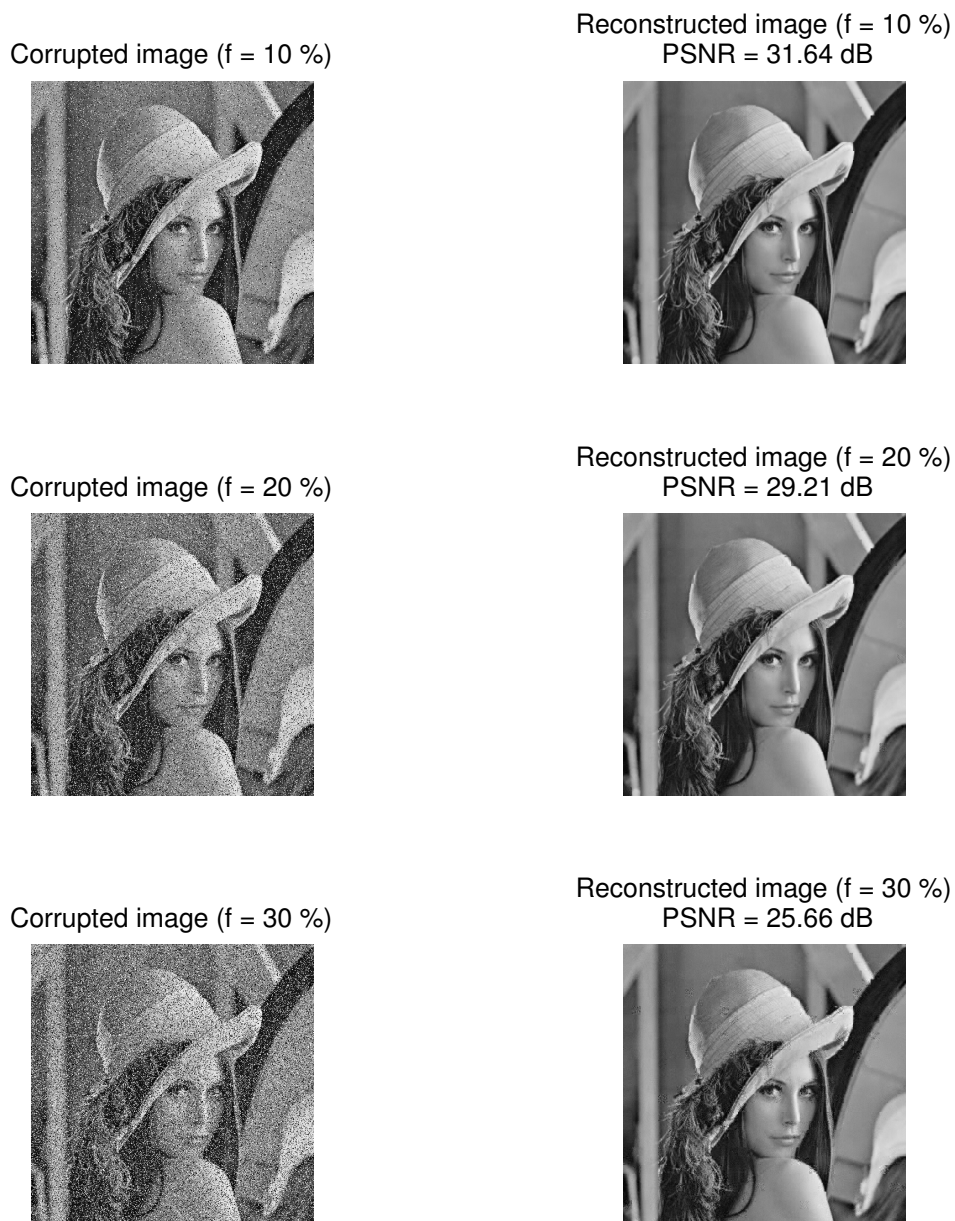 Corrupted image (f = 10 %)
Reconstructed image (f = 10 %)
PSNR = 31.64 dB
Corrupted image (f = 20 %)
Reconstructed image (f = 20 %)
PSNR = 29.21 dB
Corrupted image (f = 30 %)
Reconstructed image (f = 30 %)
PSNR = 25.66 dB